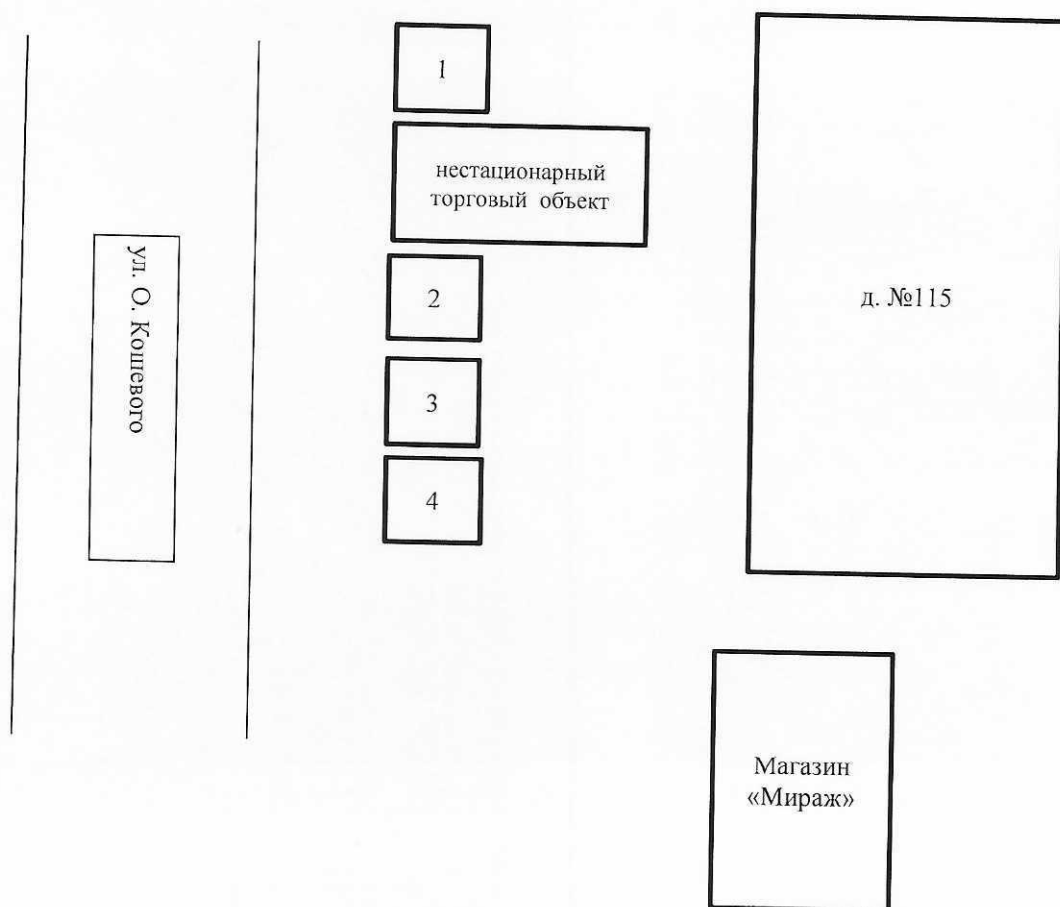 1
нестационарный
торговый объект
ул. О. Кошевого
2
д. №115
3
4
Магазин
«Мираж»